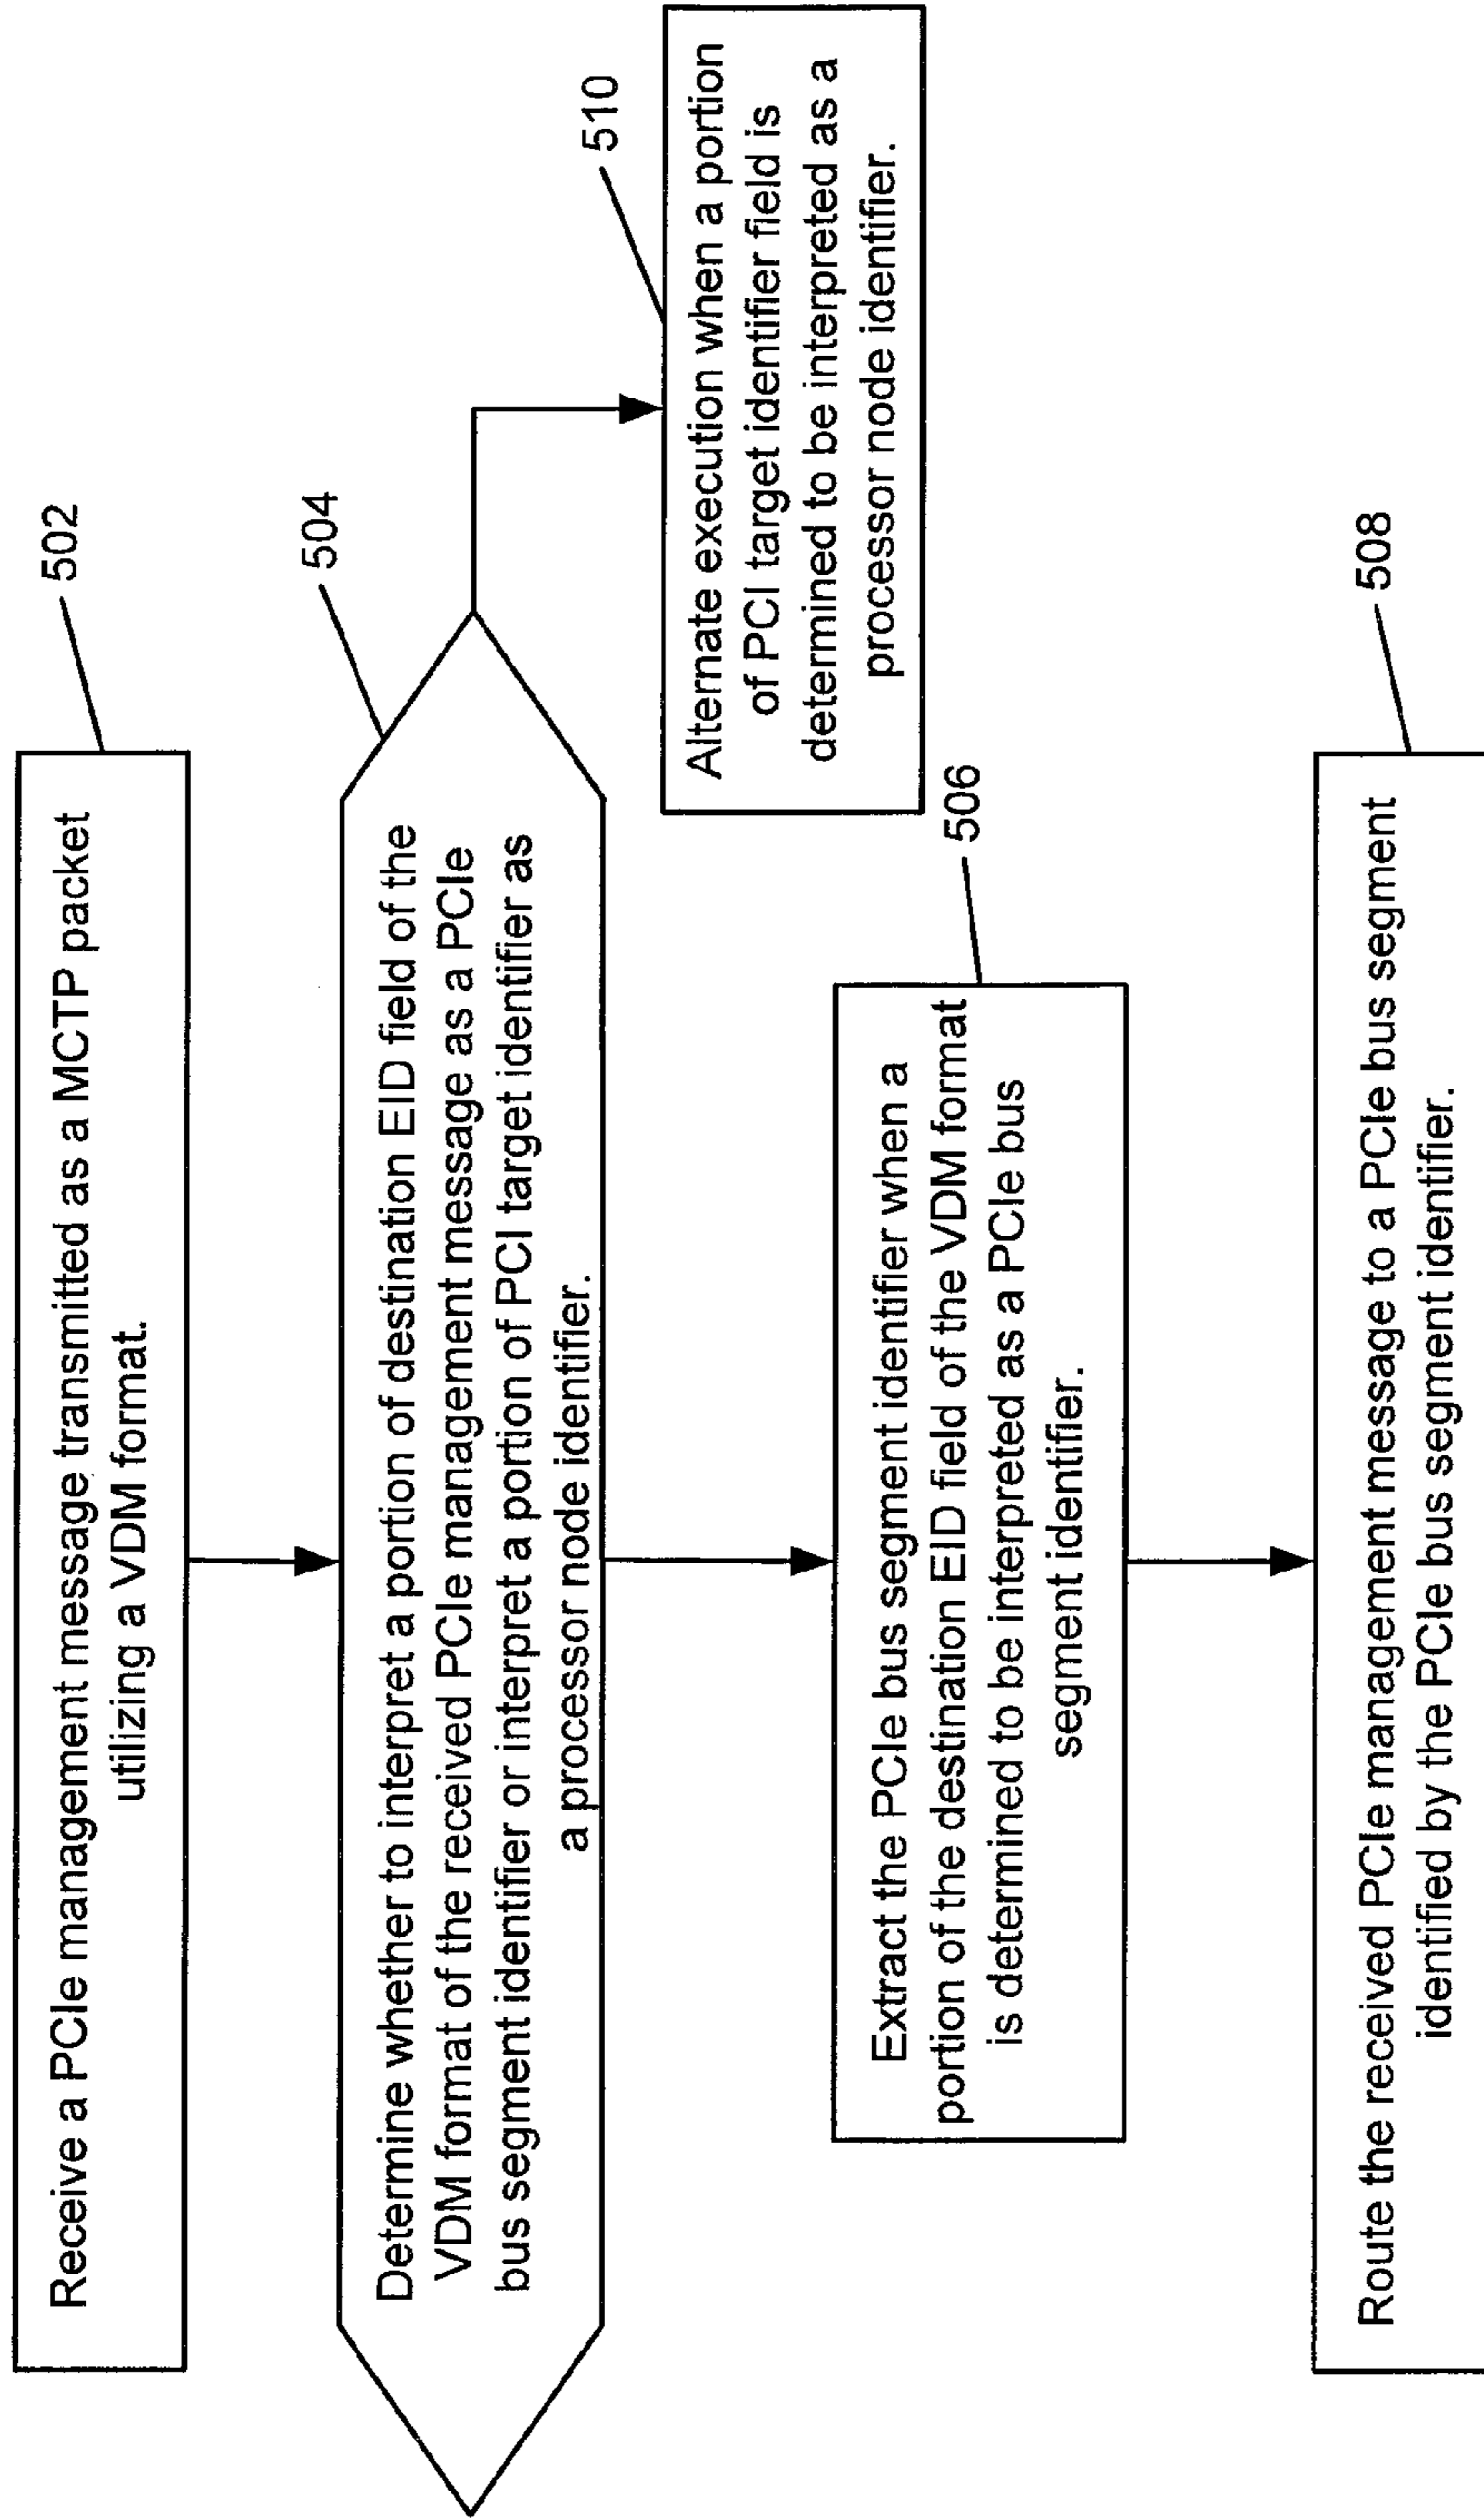 Receive a PCIe management message transmitted as a MCTP packet
utilizing a VDM format.
502
Determine whether to interpret a portion of destination EID field of the
VDM format of the received PCIe management message as a PCIe
bus segment identifier or interpret a portion of PCI target identifier as
a processor node identifier.
504
Alternate execution when a portion
of PCI target identifier field is
determined to be interpreted as a
processor node identifier.
510
Extract the PCIe bus segment identifier when a
portion of the destination EID field of the VDM format
is determined to be interpreted as a PCIe bus
segment identifier.
506
Route the received PCIe management message to a PCIe bus segment
identified by the PCIe bus segment identifier.
508